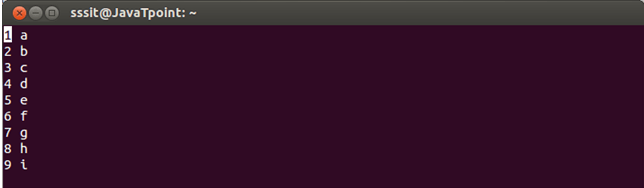 sssit@JavaTpoint: ~
1 a
2 b
3 c
4 d
5 e
6 f
7 g
8 h
9 i